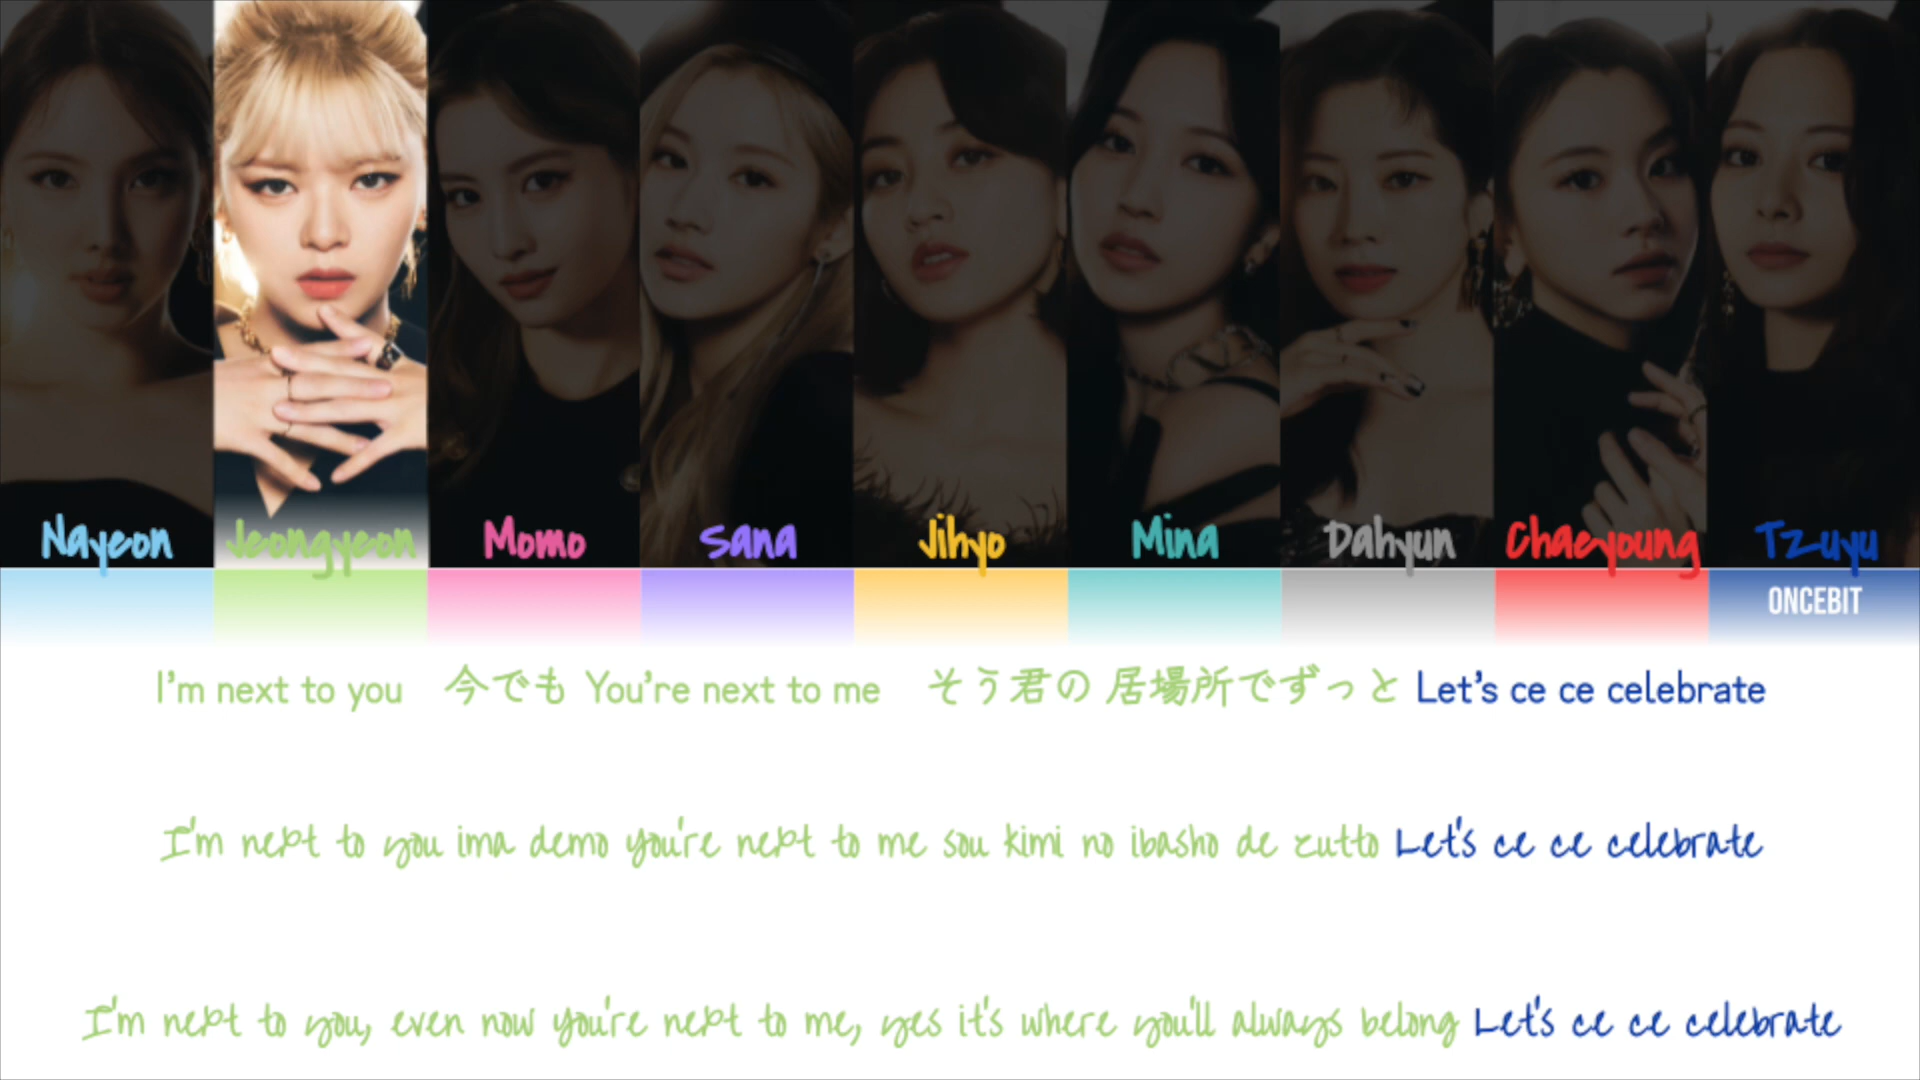 Nayeon Jeongyeon Momo Sana Jihyo Mina Dahyun Chaeyoung Tzuyu
ONCEBIT
I'm next to you 今でも You're next to me そう君の 居場所でずっと Let's ce ce celebrate
I'm next to you ima demo you're next to me sou kimi no ibasho de zutto Let's ce ce celebrate
I'm next to you, even now you're next to me, yes it's where you'll always belong Let's ce ce celebrate